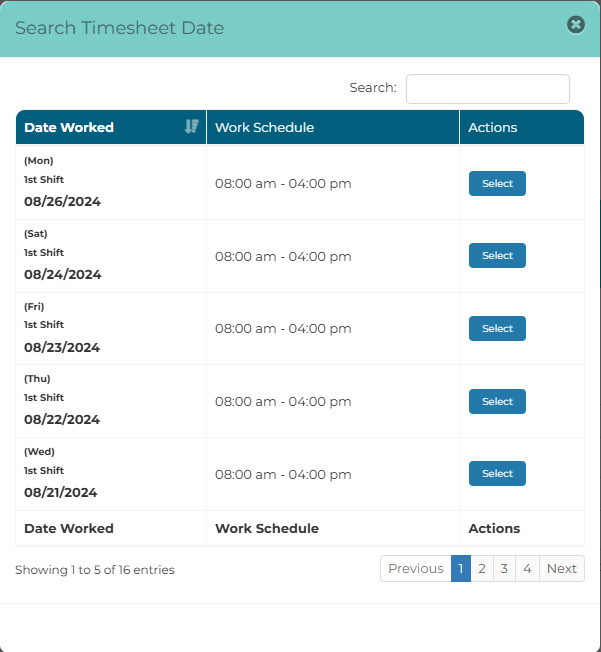 Search Timesheet Date
Search:
Date Worked Work Schedule Actions
(Mon)
1st Shift
08/26/2024
08:00 am - 04:00 pm
Select
(Sat)
1st Shift
08/24/2024
08:00 am - 04:00 pm
Select
(Fri)
1st Shift
08/23/2024
08:00 am - 04:00 pm
Select
(Thu)
1st Shift
08/22/2024
08:00 am - 04:00 pm
Select
(Wed)
1st Shift
08/21/2024
08:00 am - 04:00 pm
Select
Date Worked Work Schedule Actions
Showing 1 to 5 of 16 entries
Previous 1 2 3 4 Next